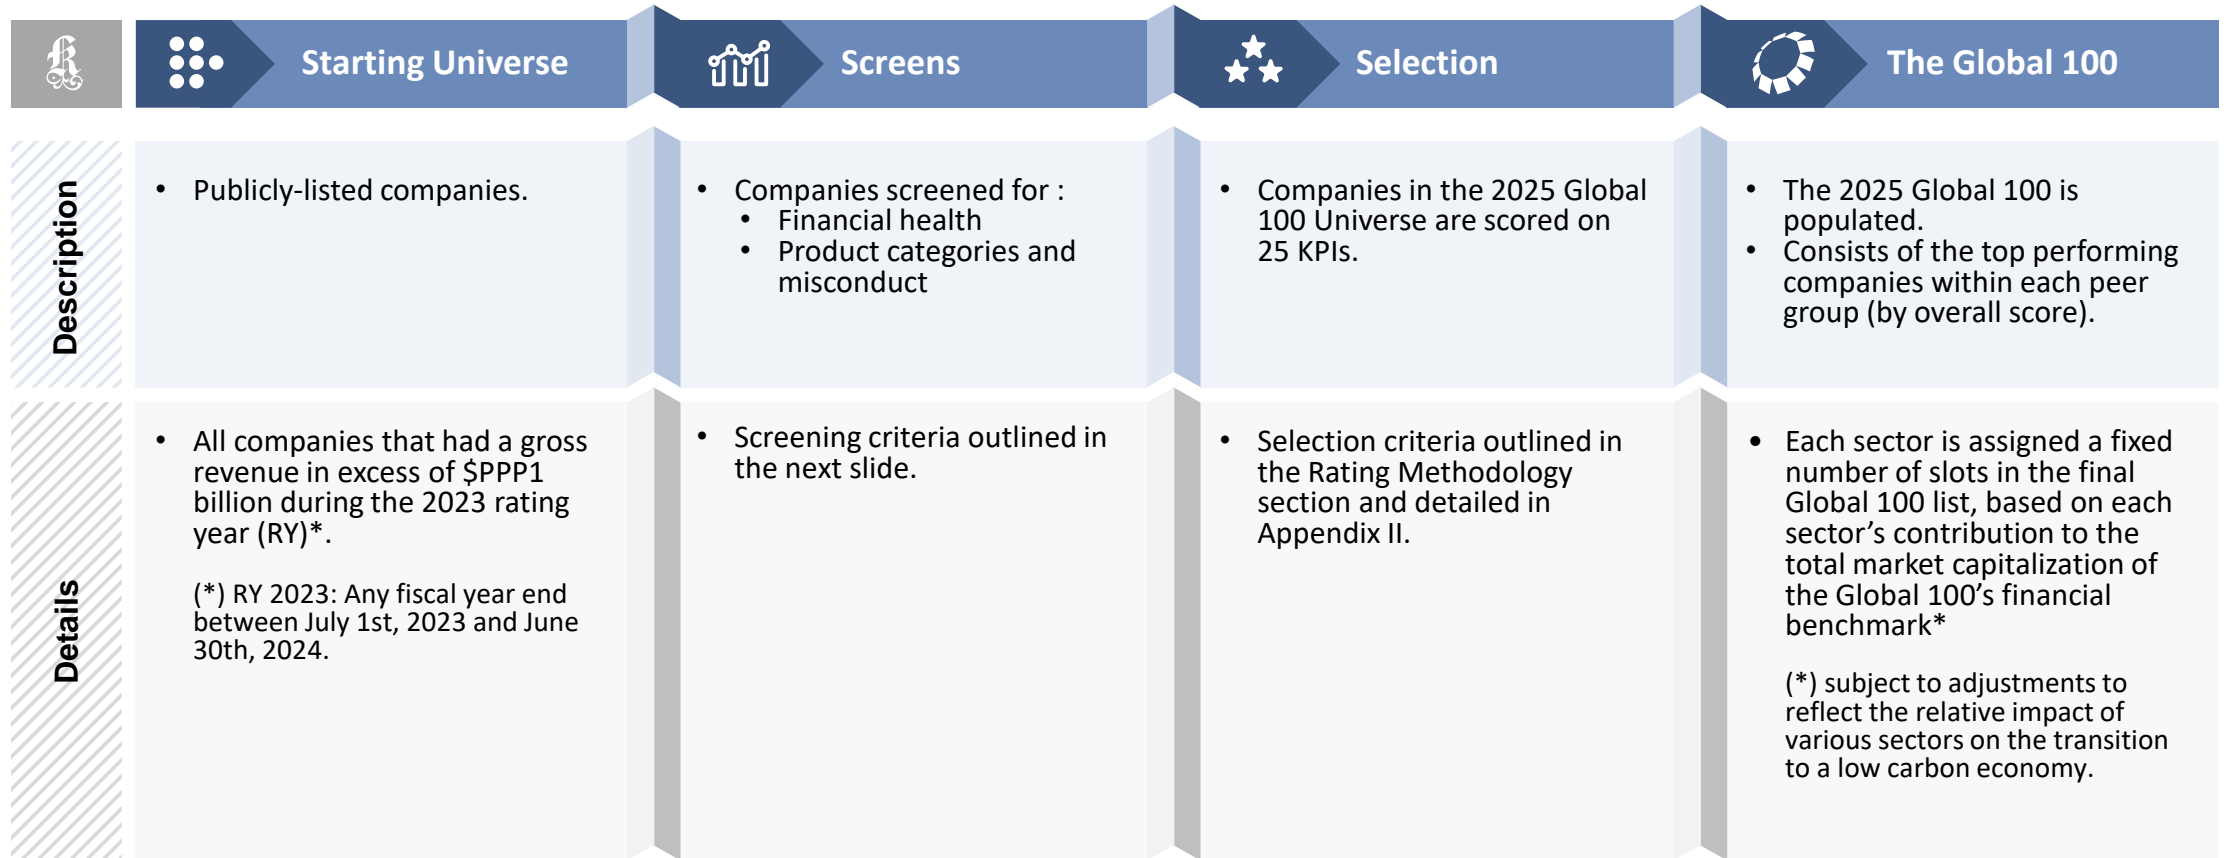 Starting Universe
Screens
Selection
The Global 100
Description
• Publicly-listed companies.
• Companies screened for :
• Financial health
• Product categories and
misconduct
• Companies in the 2025 Global
100 Universe are scored on
25 KPIs.
• The 2025 Global 100 is
populated.
• Consists of the top performing
companies within each peer
group (by overall score).
Details
• All companies that had a gross
revenue in excess of $PPP1
billion during the 2023 rating
year (RY)*.
(*) RY 2023: Any fiscal year end
between July 1st, 2023 and June
30th, 2024.
• Screening criteria outlined in
the next slide.
• Selection criteria outlined in
the Rating Methodology
section and detailed in
Appendix II.
• Each sector is assigned a fixed
number of slots in the final
Global 100 list, based on each
sector’s contribution to the
total market capitalization of
the Global 100’s financial
benchmark*
(*) subject to adjustments to
reflect the relative impact of
various sectors on the transition
to a low carbon economy.